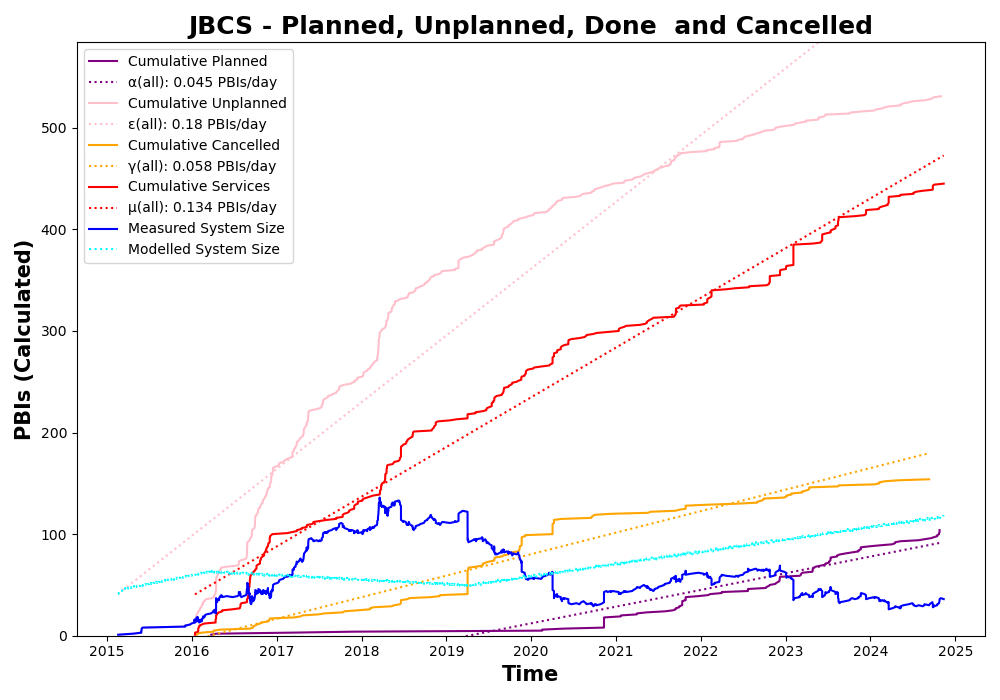 JBCS - Planned, Unplanned, Done  and Cancelled
Cumulative Planned
α(all): 0.045 PBIs/day
Cumulative Unplanned
ε(all): 0.18 PBIs/day
Cumulative Cancelled
γ(all): 0.058 PBIs/day
Cumulative Services
μ(all): 0.134 PBIs/day
Measured System Size
Modelled System Size
PBIs (Calculated)
500
400
300
200
100
0
2015 2016 2017 2018 2019 2020 2021 2022 2023 2024 2025
Time